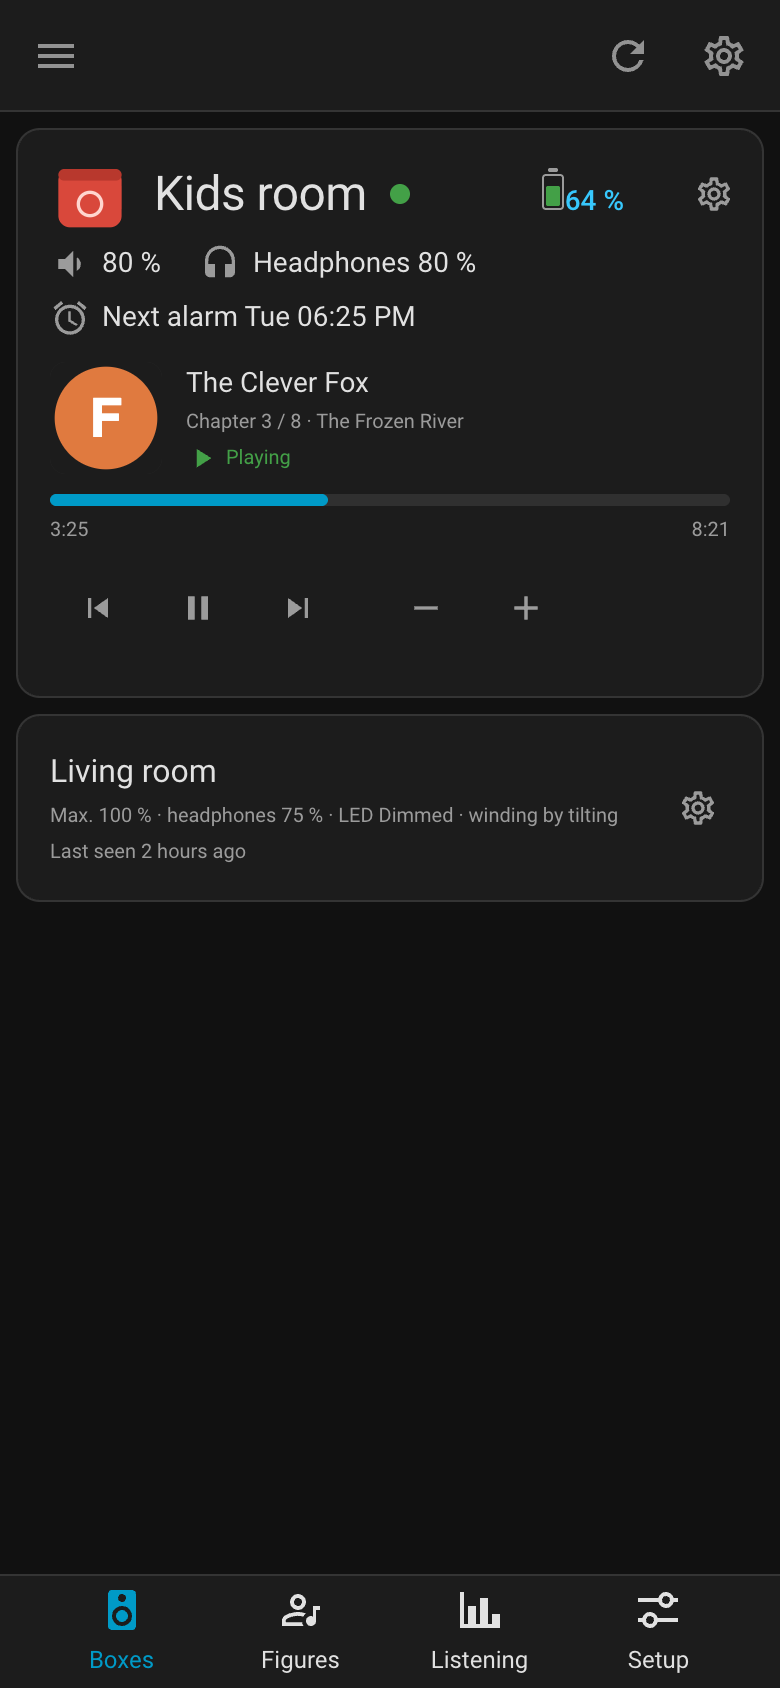 Kids room
64 %
80 %
Headphones 80 %
Next alarm Tue 06:25 PM
F
The Clever Fox
Chapter 3 / 8 · The Frozen River
Playing
3:25
8:21
Living room
Max. 100 % · headphones 75 % · LED Dimmed · winding by tilting
Last seen 2 hours ago
Boxes
Figures
Listening
Setup